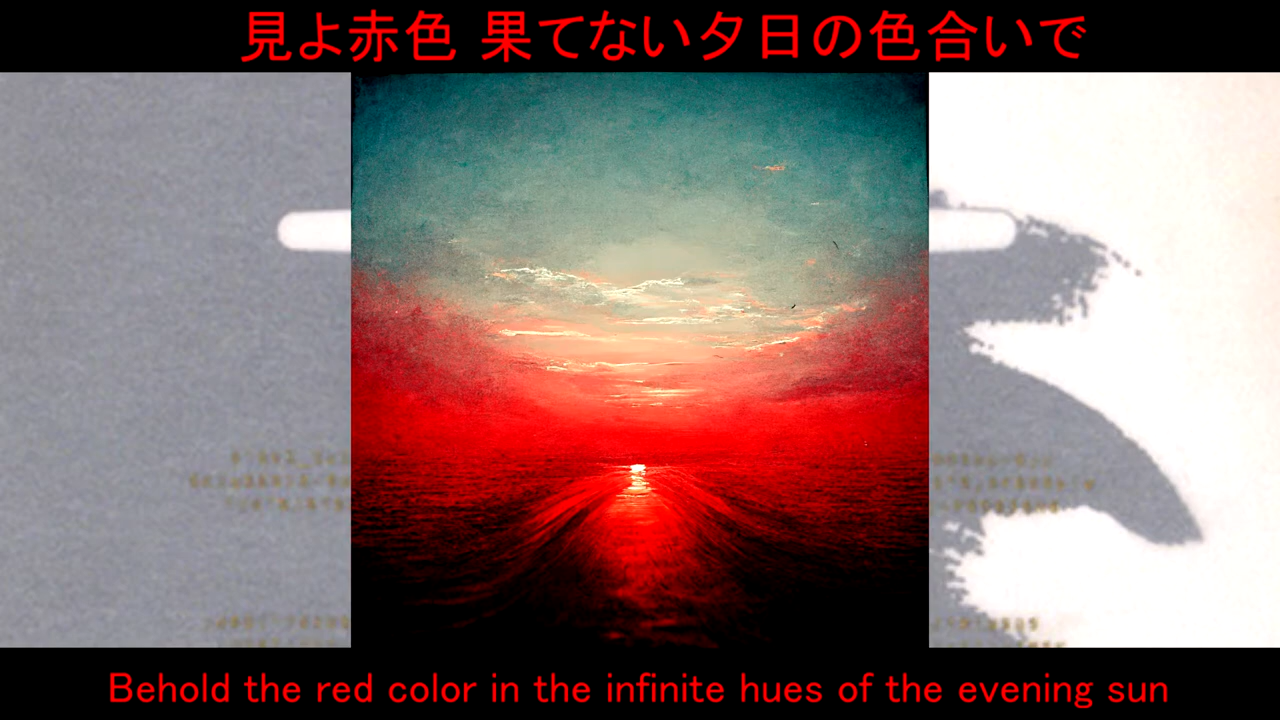 見よ赤色 果てない夕日の色合いで
Behold the red color in the infinite hues of the evening sun